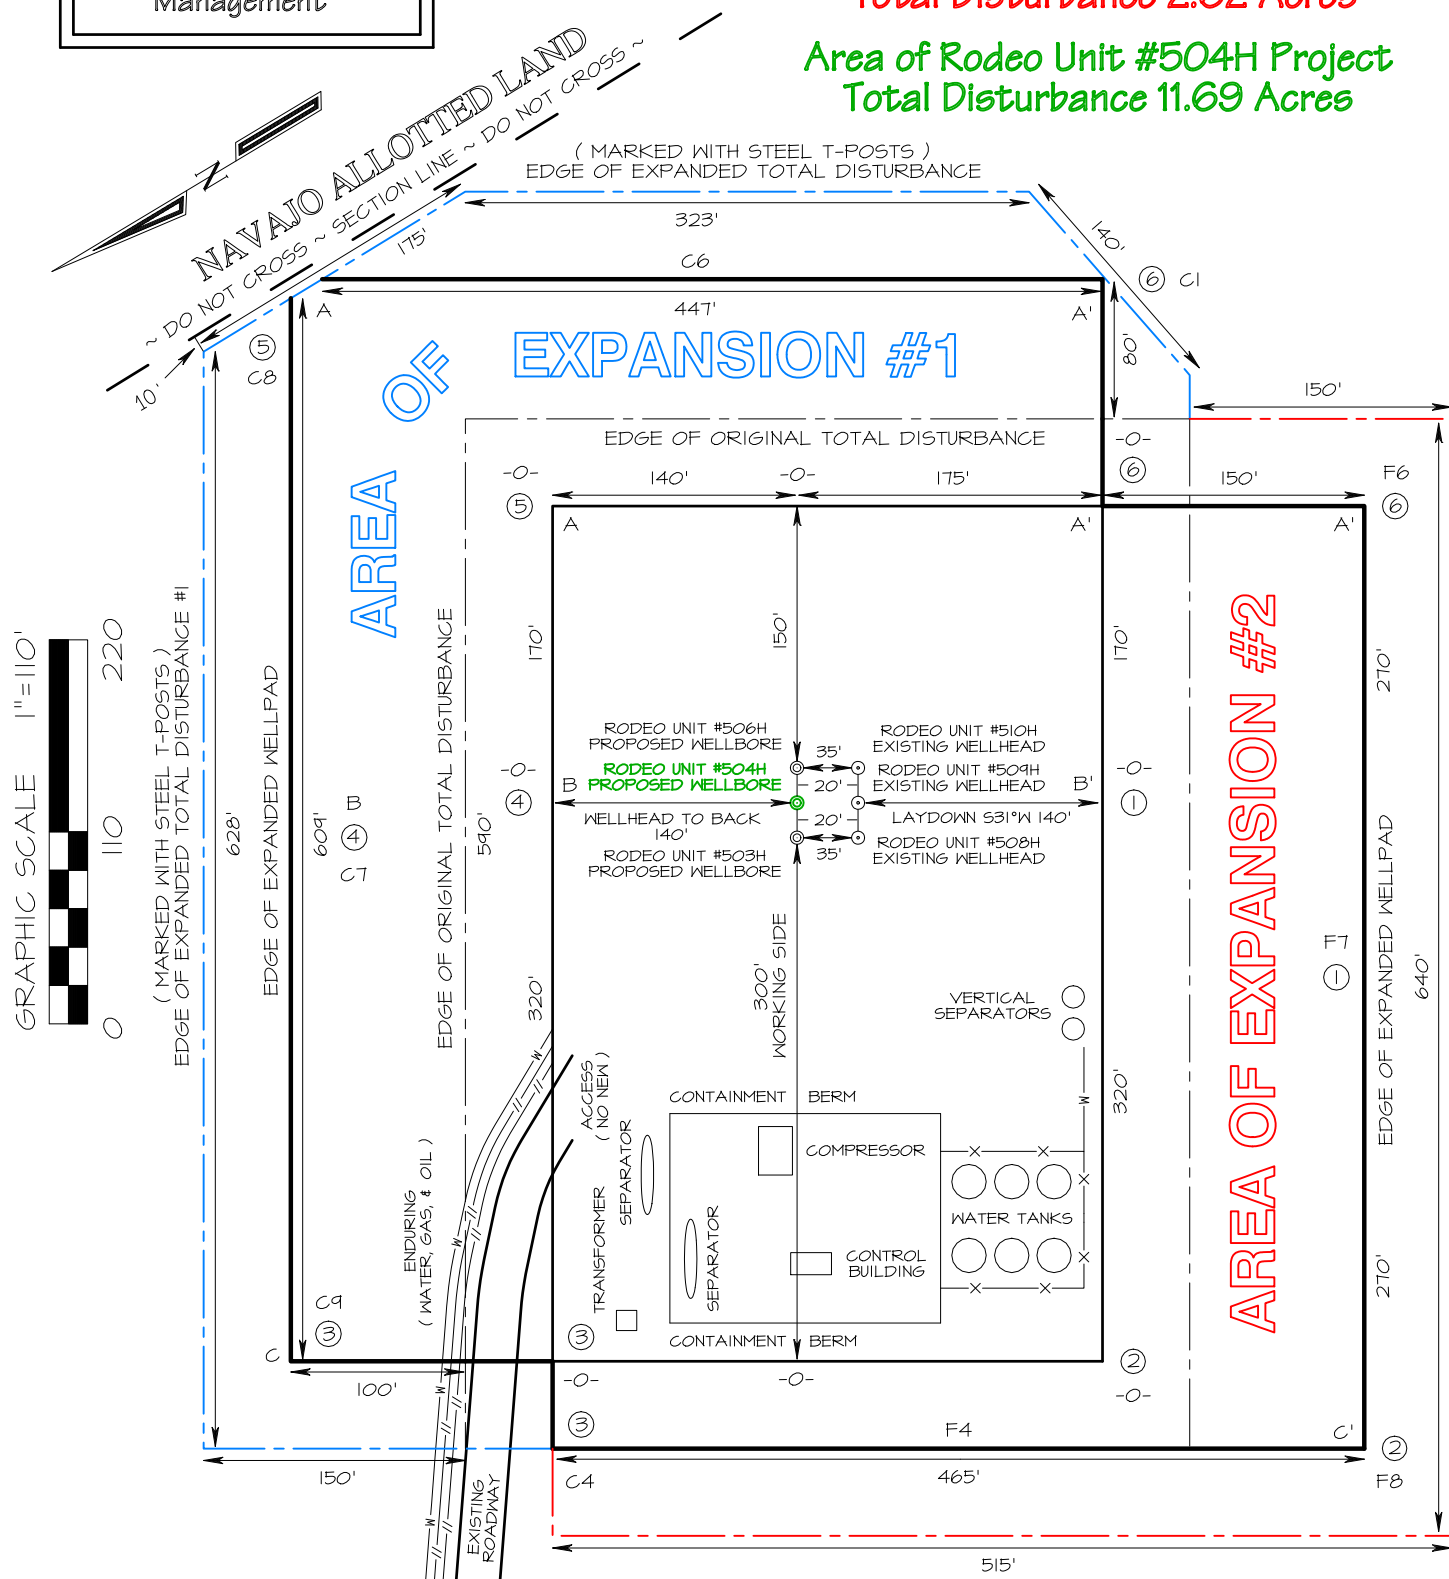 Management
Total Disturbance 2.62 Acres
Area of Rodeo Unit #504H Project
Total Disturbance 11.69 Acres
NAVAJO ALLOTTED LAND
~ DO NOT CROSS ~ SECTION LINE ~ DO NOT CROSS ~
N
( MARKED WITH STEEL T-POSTS )
EDGE OF EXPANDED TOTAL DISTURBANCE
323'
175'
140'
6 C1
C6
A
447'
A'
80'
10'
5
C8
AREA OF EXPANSION #1
150'
EDGE OF ORIGINAL TOTAL DISTURBANCE
-0-
6
-0-
5
140'
-0-
175'
150'
F6
6
A
A'
A'
GRAPHIC SCALE 1"=110'
0
110
220
( MARKED WITH STEEL T-POSTS )
EDGE OF EXPANDED TOTAL DISTURBANCE #1
628'
EDGE OF EXPANDED WELLPAD
609'
B
4
C7
EDGE OF ORIGINAL TOTAL DISTURBANCE
590'
170'
150'
170'
270'
RODEO UNIT #506H
PROPOSED WELLBORE
RODEO UNIT #504H
PROPOSED WELLBORE
35'
20'
20'
35'
RODEO UNIT #510H
EXISTING WELLHEAD
RODEO UNIT #509H
EXISTING WELLHEAD
-0-
4
B
B'
-0-
1
WELLHEAD TO BACK
140'
LAYDOWN S31°W 140'
RODEO UNIT #503H
PROPOSED WELLBORE
RODEO UNIT #508H
EXISTING WELLHEAD
AREA OF EXPANSION #2
F7
1
EDGE OF EXPANDED WELLPAD
640'
320'
300'
WORKING SIDE
VERTICAL
SEPARATORS
ACCESS
( NO NEW )
CONTAINMENT BERM
320'
M
COMPRESSOR
SEPARATOR
TRANSFORMER
SEPARATOR
WATER TANKS
CONTROL
BUILDING
ENDURING
( WATER, GAS, & OIL )
270'
C9
3
C
3
CONTAINMENT BERM
2
100'
-0-
-0-
-0-
3
F4
C'
2
150'
C4
465'
F8
EXISTING
ROADWAY
515'